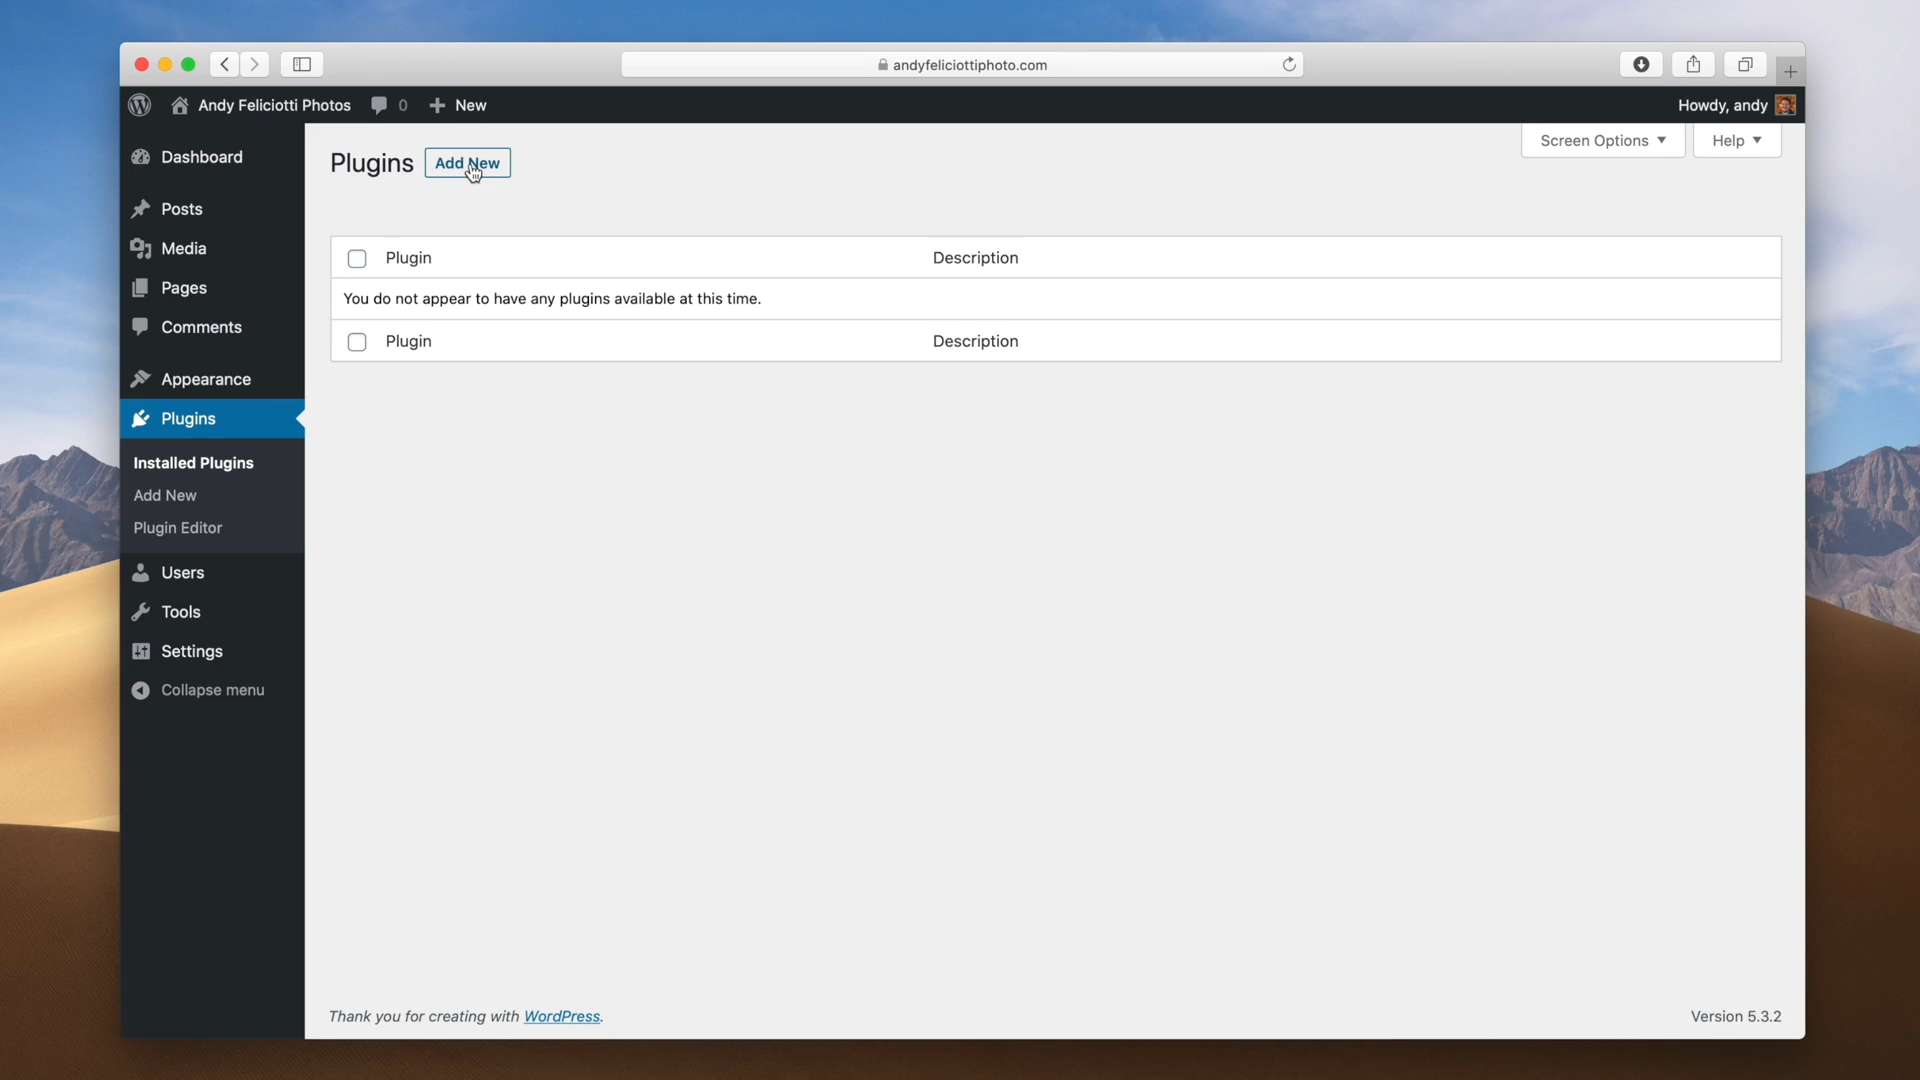 andyfeliciottiphoto.com
Andy Feliciotti Photos 0 New
Howdy, andy
Dashboard
Posts
Media
Pages
Comments
Appearance
Plugins
Installed Plugins
Add New
Plugin Editor
Users
Tools
Settings
Collapse menu
Screen Options Help
Plugins Add New
Plugin Description
You do not appear to have any plugins available at this time.
Plugin Description
Thank you for creating with WordPress.
Version 5.3.2